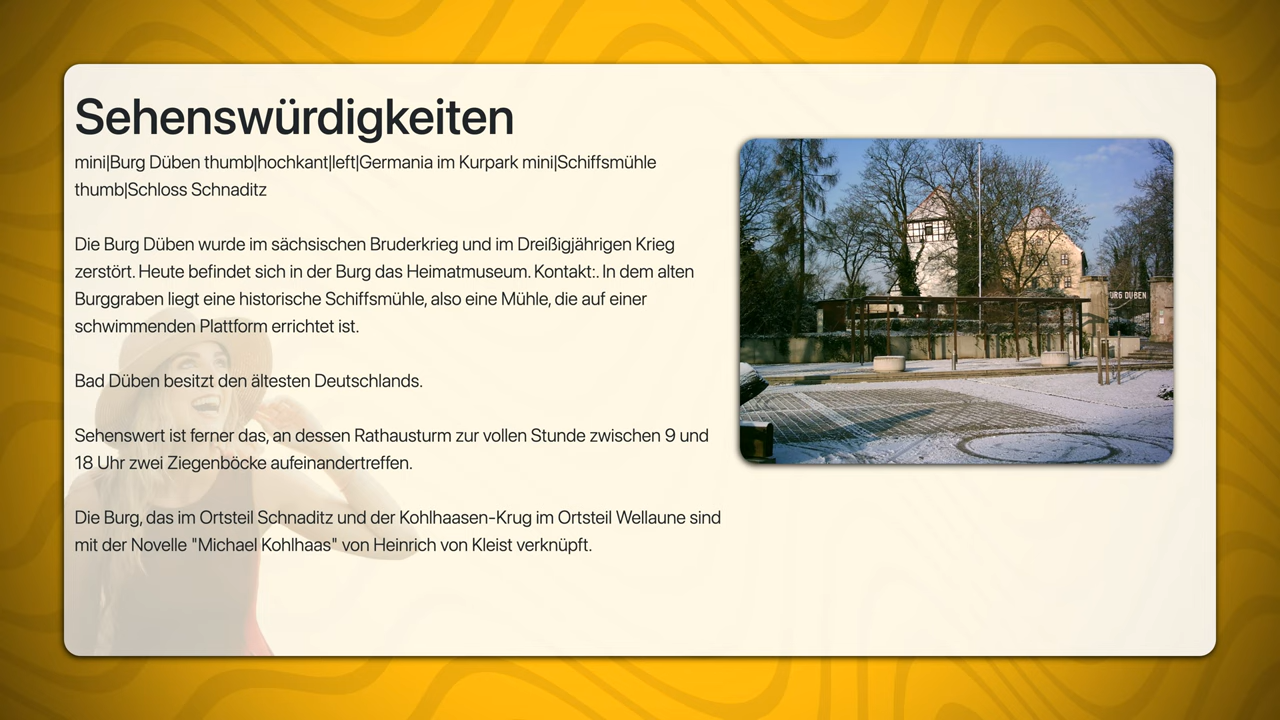 Sehenswürdigkeiten
mini|Burg Düben thumb|hochkant|left|Germania im Kurpark mini|Schiffsmühle
thumb|Schloss Schnaditz
Die Burg Düben wurde im sächsischen Bruderkrieg und im Dreißigjährigen Krieg
zerstört. Heute befindet sich in der Burg das Heimatmuseum. Kontakt:. In dem alten
Burggraben liegt eine historische Schiffsmühle, also eine Mühle, die auf einer
schwimmenden Plattform errichtet ist.
Bad Düben besitzt den ältesten Deutschlands.
Sehenswert ist ferner das, an dessen Rathausturm zur vollen Stunde zwischen 9 und
18 Uhr zwei Ziegenböcke aufeinandertreffen.
Die Burg, das im Ortsteil Schnaditz und der Kohlhaasen-Krug im Ortsteil Wellaune sind
mit der Novelle "Michael Kohlhaas" von Heinrich von Kleist verknüpft.
URG DÜBEN